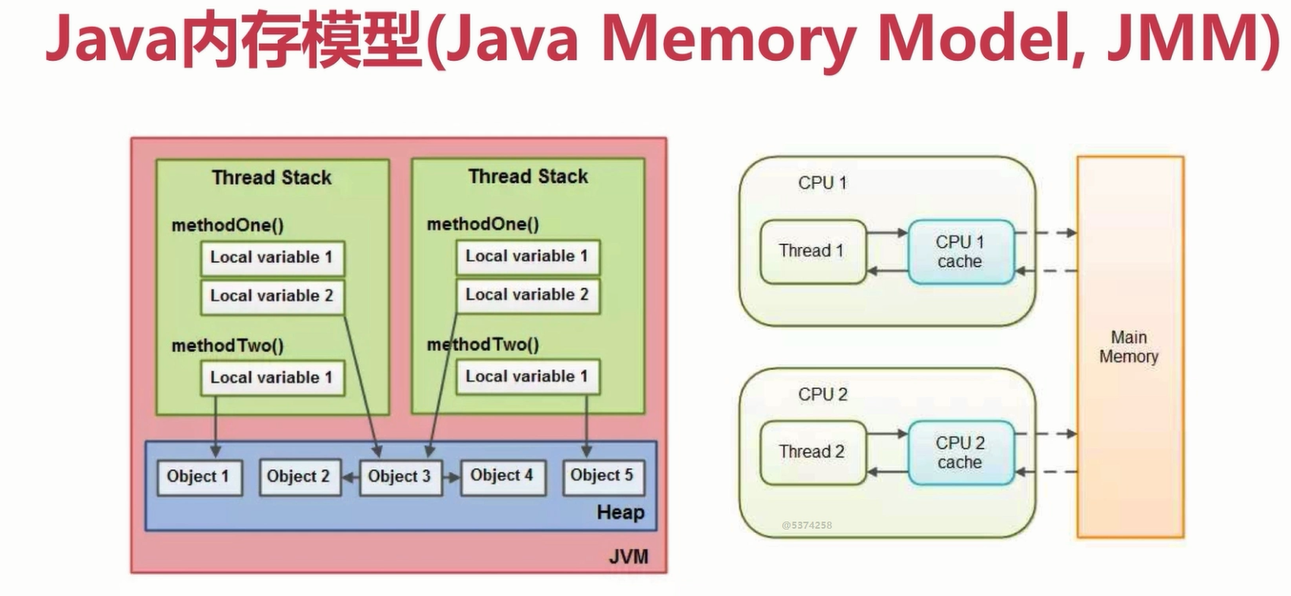 Java内存模型(Java Memory Model, JMM)
Thread Stack
methodOne()
Local variable 1
Local variable 2
methodTwo()
Local variable 1
Thread Stack
methodOne()
Local variable 1
Local variable 2
methodTwo()
Local variable 1
Object 1
Object 2
Object 3
Object 4
Object 5
Heap
JVM
CPU 1
Thread 1
CPU 1
cache
CPU 2
Thread 2
CPU 2
cache
@5374258
Main
Memory